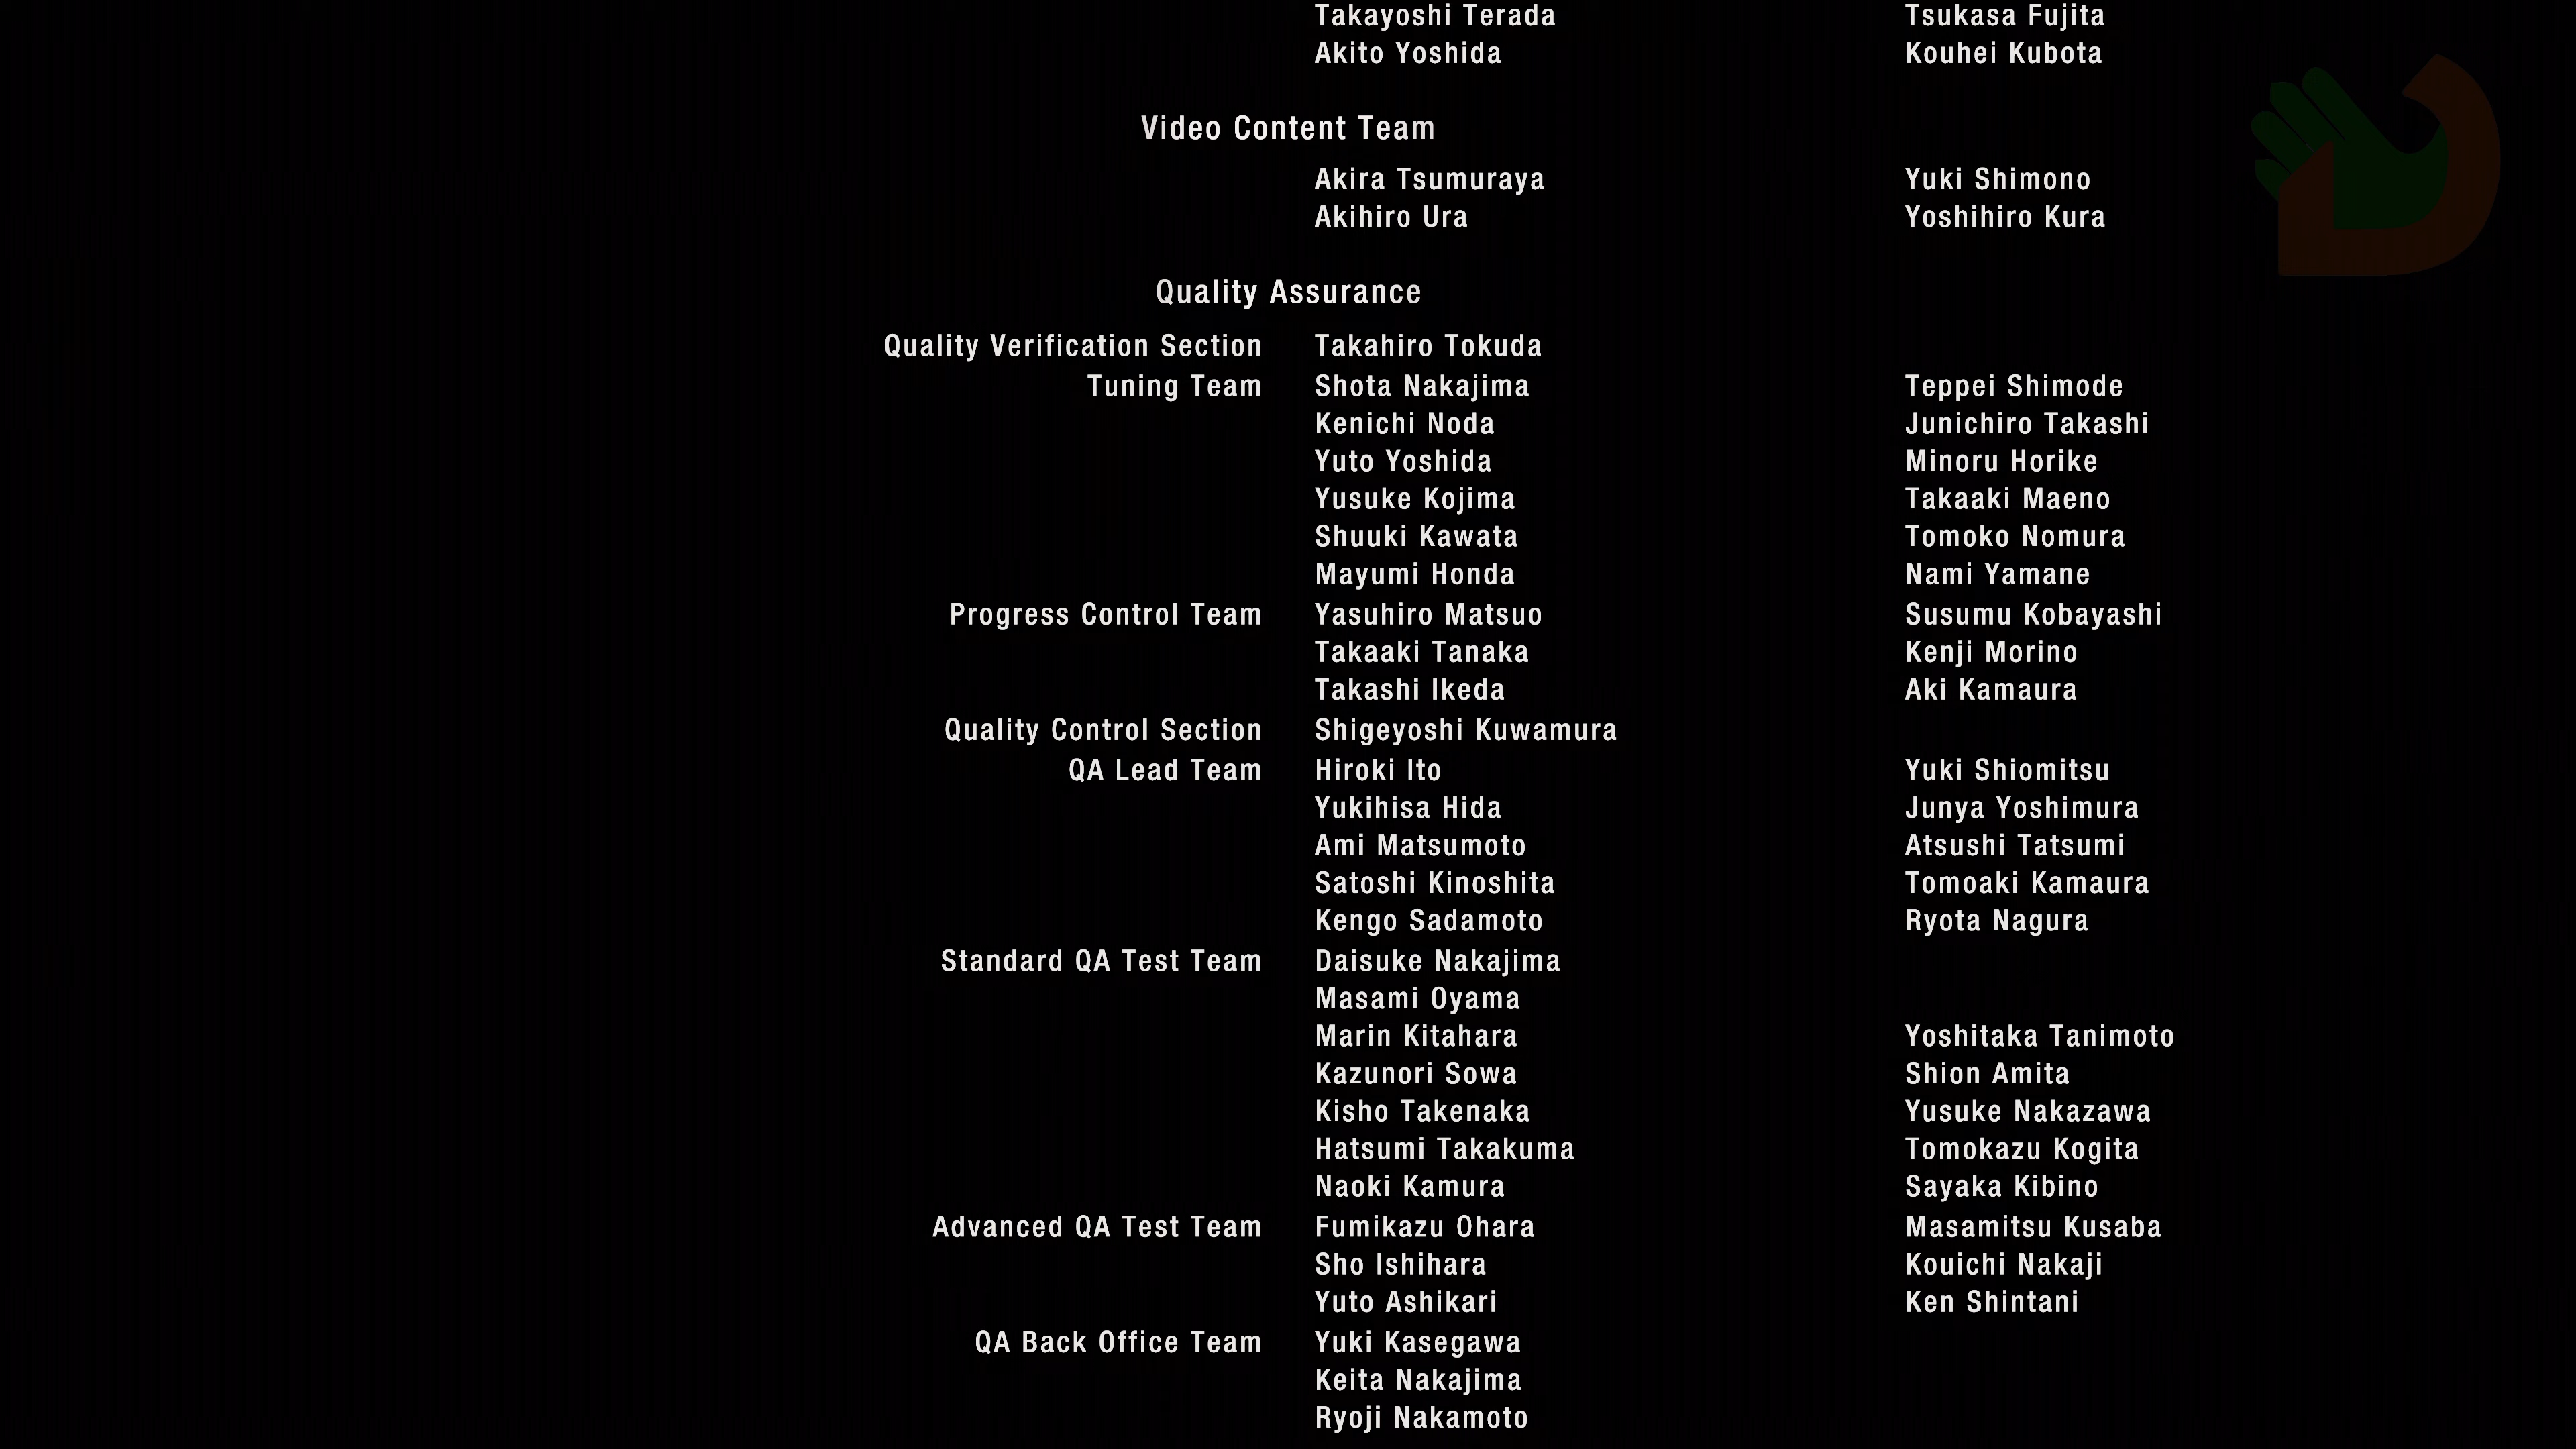 Takayoshi Terada Tsukasa Fujita
Akito Yoshida Kouhei Kubota
Video Content Team
Akira Tsumuraya Yuki Shimono
Akihiro Ura Yoshihiro Kura
Quality Assurance
Quality Verification Section Takahiro Tokuda
Tuning Team Shota Nakajima Teppei Shimode
Kenichi Noda Junichiro Takashi
Yuto Yoshida Minoru Horike
Yusuke Kojima Takaaki Maeno
Shuuki Kawata Tomoko Nomura
Mayumi Honda Nami Yamane
Progress Control Team Yasuhiro Matsuo Susumu Kobayashi
Takaaki Tanaka Kenji Morino
Takashi Ikeda Aki Kamaura
Quality Control Section Shigeyoshi Kuwamura
QA Lead Team Hiroki Ito Yuki Shiomitsu
Yukihisa Hida Junya Yoshimura
Ami Matsumoto Atsushi Tatsumi
Satoshi Kinoshita Tomoaki Kamaura
Kengo Sadamoto Ryota Nagura
Standard QA Test Team Daisuke Nakajima
Masami Oyama
Marin Kitahara Yoshitaka Tanimoto
Kazunori Sowa Shion Amita
Kisho Takenaka Yusuke Nakazawa
Hatsumi Takakuma Tomokazu Kogita
Naoki Kamura Sayaka Kibino
Advanced QA Test Team Fumikazu Ohara Masamitsu Kusaba
Sho Ishihara Kouichi Nakaji
Yuto Ashikari Ken Shintani
QA Back Office Team Yuki Kasegawa
Keita Nakajima
Ryoji Nakamoto